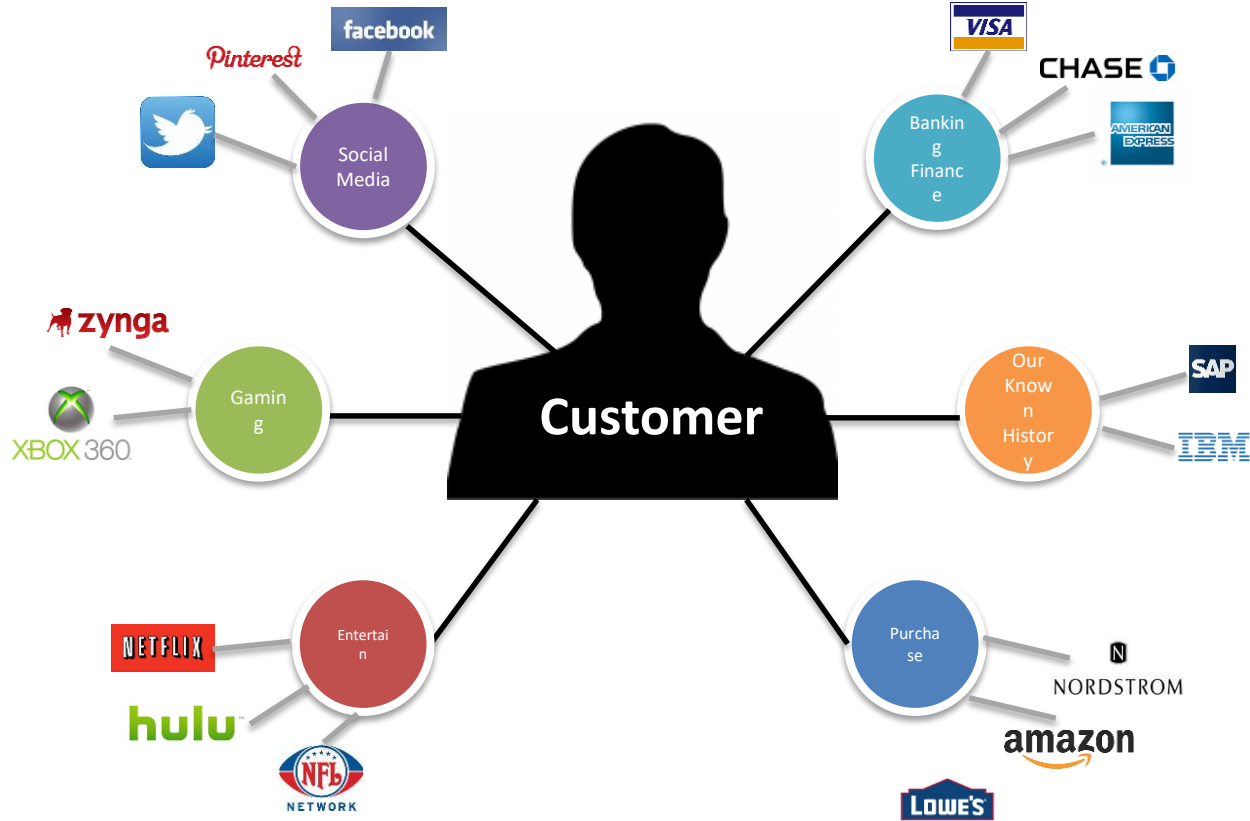 facebook
Pinterest
Social
Media
VISA
CHASE
AMERICAN
EXPRESS
®
Bankin
g
Financ
e
zynga
XBOX 360
Gamin
g
Customer
Our
Know
n
Histor
y
SAP
IBM
NETFLIX
hulu™
NFL
NETWORK
Entertai
n
Purcha
se
N
NORDSTROM
amazon
LOWE'S